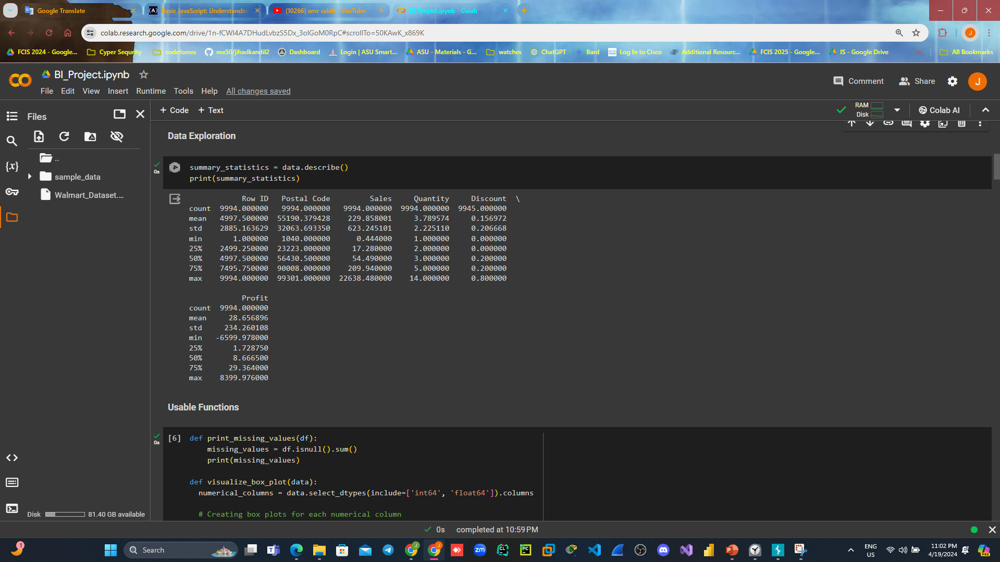 Google Translate
Basic JavaScript: Understandin
(10266) amr salah - YouTube
BI_Project.ipynb - Colab
colab.research.google.com/drive/1n-fCWl4A7DHudLvbzS5Dx_3olGoM0RpC#scrollTo=50KAwK_x869K
FCIS 2024 - Google...
Cyper Sequrity
codeforces
me50/jihadkandil2
Dashboard
Login | ASU Smart...
ASU - Materials - G...
watches
ChatGPT
Bard
Log In to Cisco
Additional Resourc...
FCIS 2025 - Google...
IS - Google Drive
»
All Bookmarks
BI_Project.ipynb
Comment
Share
J
File Edit View Insert Runtime Tools Help All changes saved
Files
+ Code + Text
RAM
Disk
Colab AI
..
sample_data
Walmart_Dataset....
Disk 81.40 GB available
Data Exploration
0s
summary_statistics = data.describe()
print(summary_statistics)
Row ID Postal Code Sales Quantity Discount \
count 9994.000000 9994.000000 9994.000000 9994.000000 9945.000000
mean 4997.500000 55190.379428 229.858001 3.789574 0.156972
std 2885.163629 32063.693350 623.245101 2.225110 0.206668
min 1.000000 1040.000000 0.444000 1.000000 0.000000
25% 2499.250000 23223.000000 17.280000 2.000000 0.000000
50% 4997.500000 56430.500000 54.490000 3.000000 0.200000
75% 7495.750000 90008.000000 209.940000 5.000000 0.200000
max 9994.000000 99301.000000 22638.480000 14.000000 0.800000
Profit
count 9994.000000
mean 28.656896
std 234.260108
min -6599.978000
25% 1.728750
50% 8.666500
75% 29.364000
max 8399.976000
Usable Functions
0s
[6] def print_missing_values(df):
missing_values = df.isnull().sum()
print(missing_values)
def visualize_box_plot(data):
numerical_columns = data.select_dtypes(include=['int64', 'float64']).columns
# Creating box plots for each numerical column
0s completed at 10:59 PM
1
Search
ENG
US
11:02 PM
4/19/2024